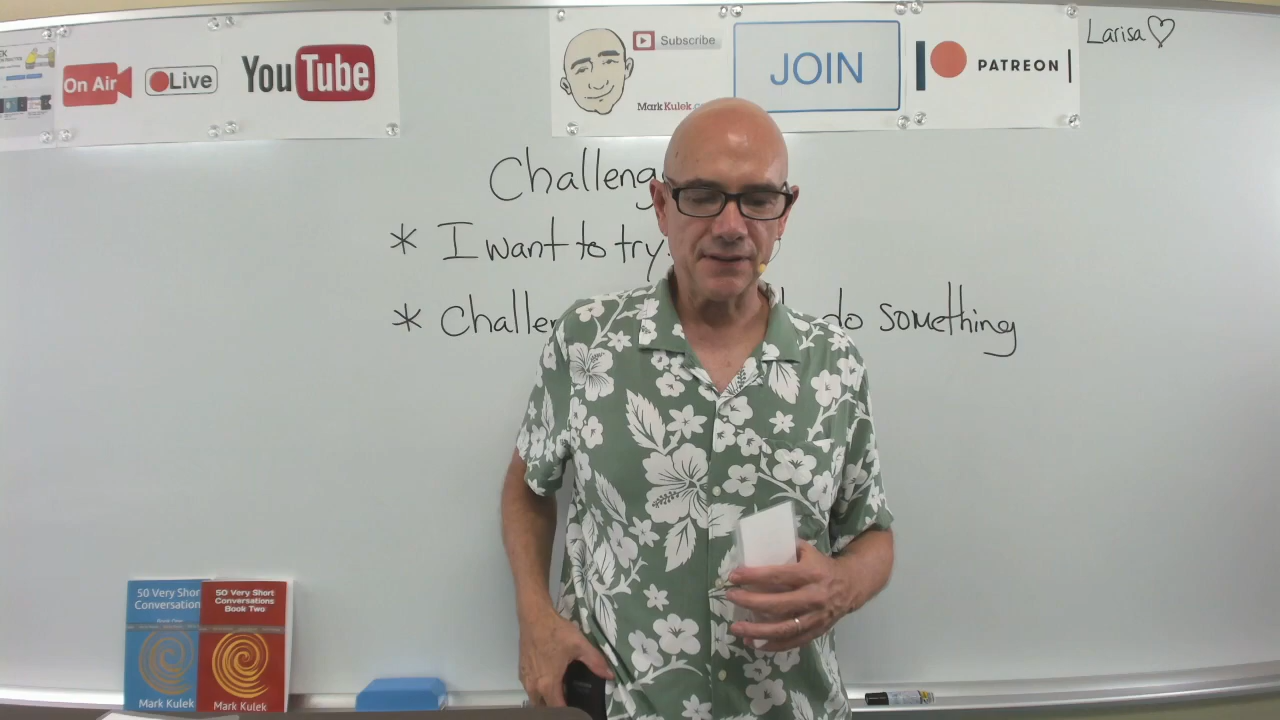 On Air
Live
YouTube
Subscribe
Mark Kulek.c
JOIN
PATREON
Larisa♡
Challeng
* I want to try.
* Challen do something
50 Very Short
Conversation
Mark Kulek
50 Very Short
Conversations
Book Two
Mark Kulek